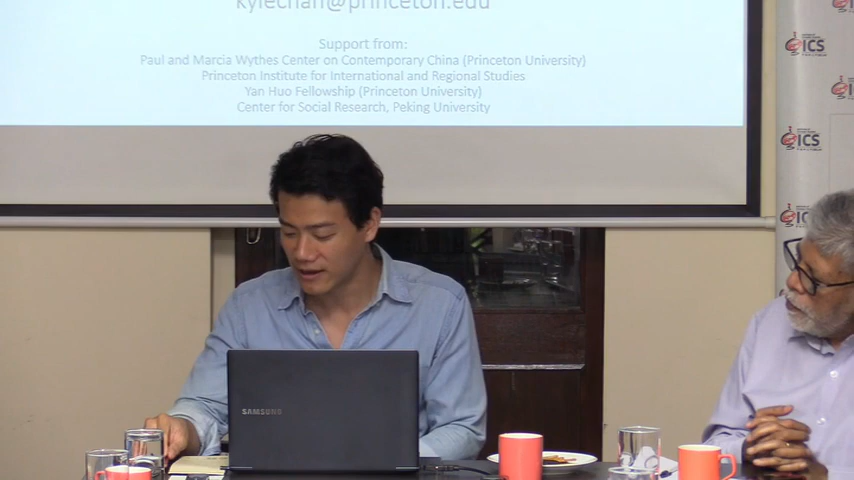 kylechan@princeton.edu
Support from:
Paul and Marcia Wythes Center on Contemporary China (Princeton University)
Princeton Institute for International and Regional Studies
Yan Huo Fellowship (Princeton University)
Center for Social Research, Peking University
ICS
ICS
ICS
ICS
SAMSUNG